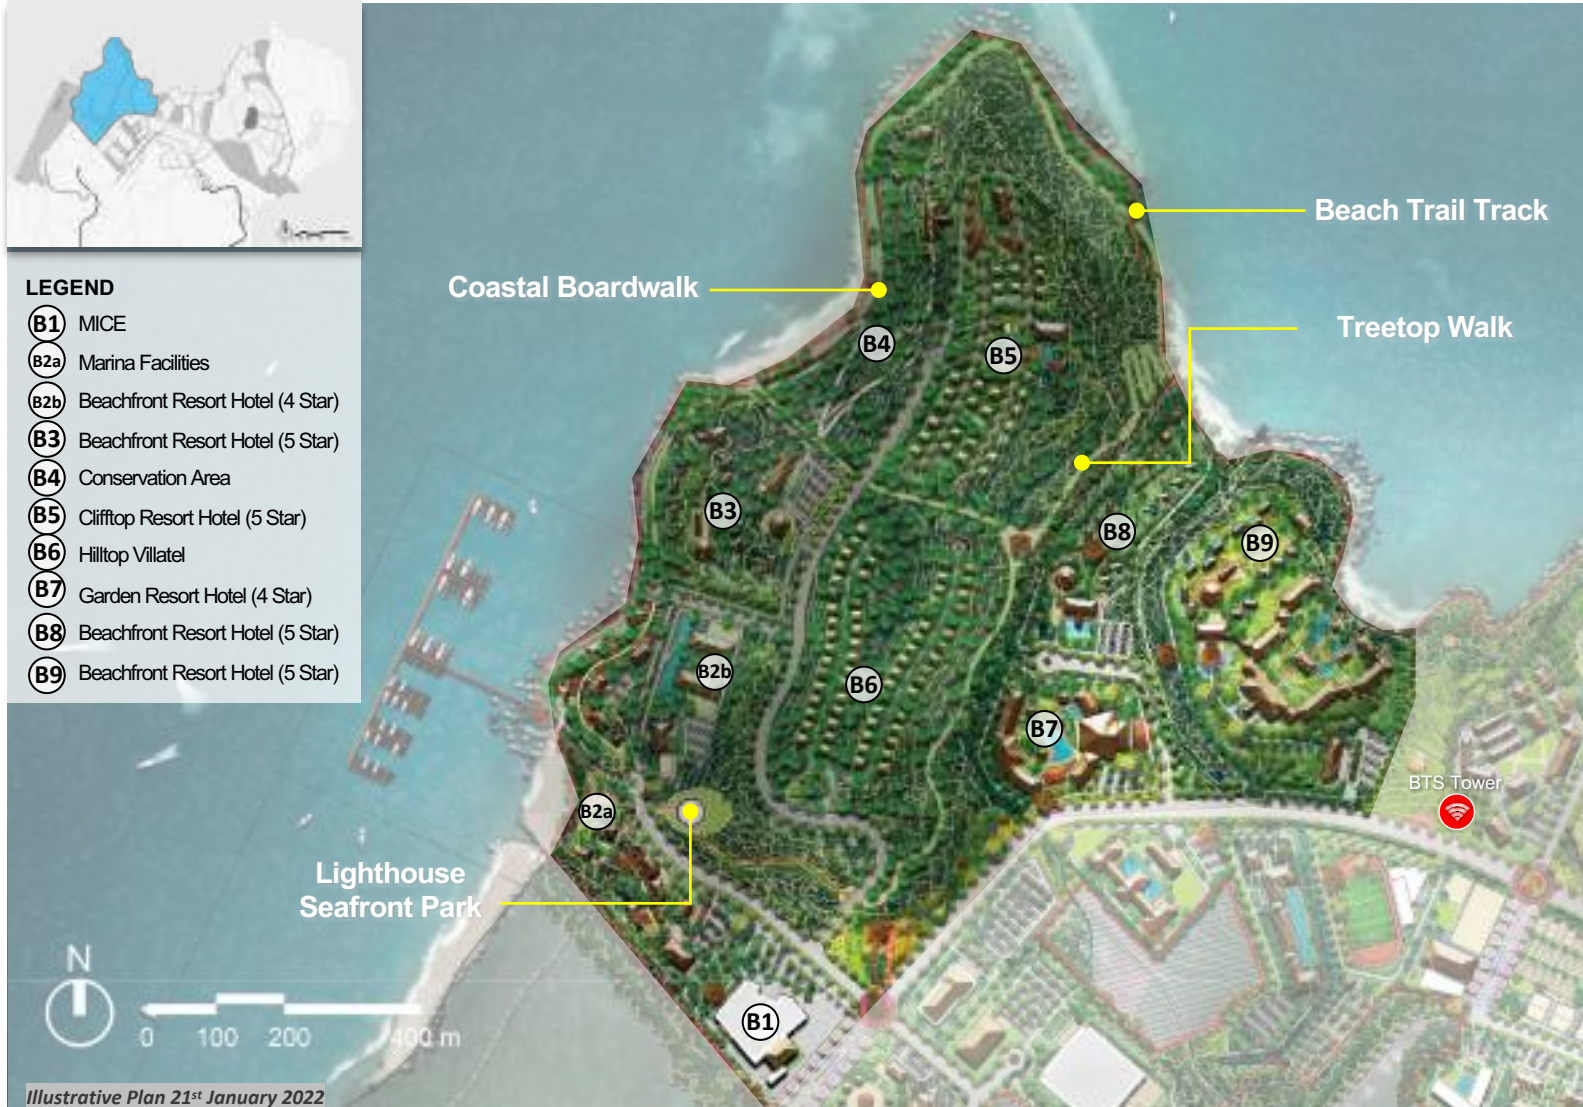 LEGEND
B1 MICE
B2a Marina Facilities
B2b Beachfront Resort Hotel (4 Star)
B3 Beachfront Resort Hotel (5 Star)
B4 Conservation Area
B5 Clifftop Resort Hotel (5 Star)
B6 Hilltop Villatel
B7 Garden Resort Hotel (4 Star)
B8 Beachfront Resort Hotel (5 Star)
B9 Beachfront Resort Hotel (5 Star)
Beach Trail Track
Coastal Boardwalk
Treetop Walk
B4
B5
B3
B8
B9
B2b
B6
B7
BTS Tower
B2a
Lighthouse
Seafront Park
B1
N
0 100 200 400 m
Illustrative Plan 21st January 2022